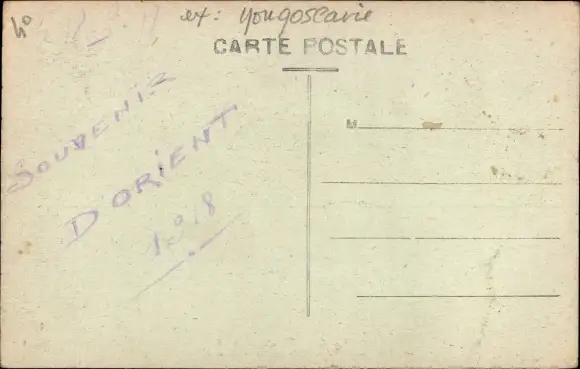 ex: Yougoslavie
CARTE POSTALE
M
SOUVENIR
D'ORIENT
1918